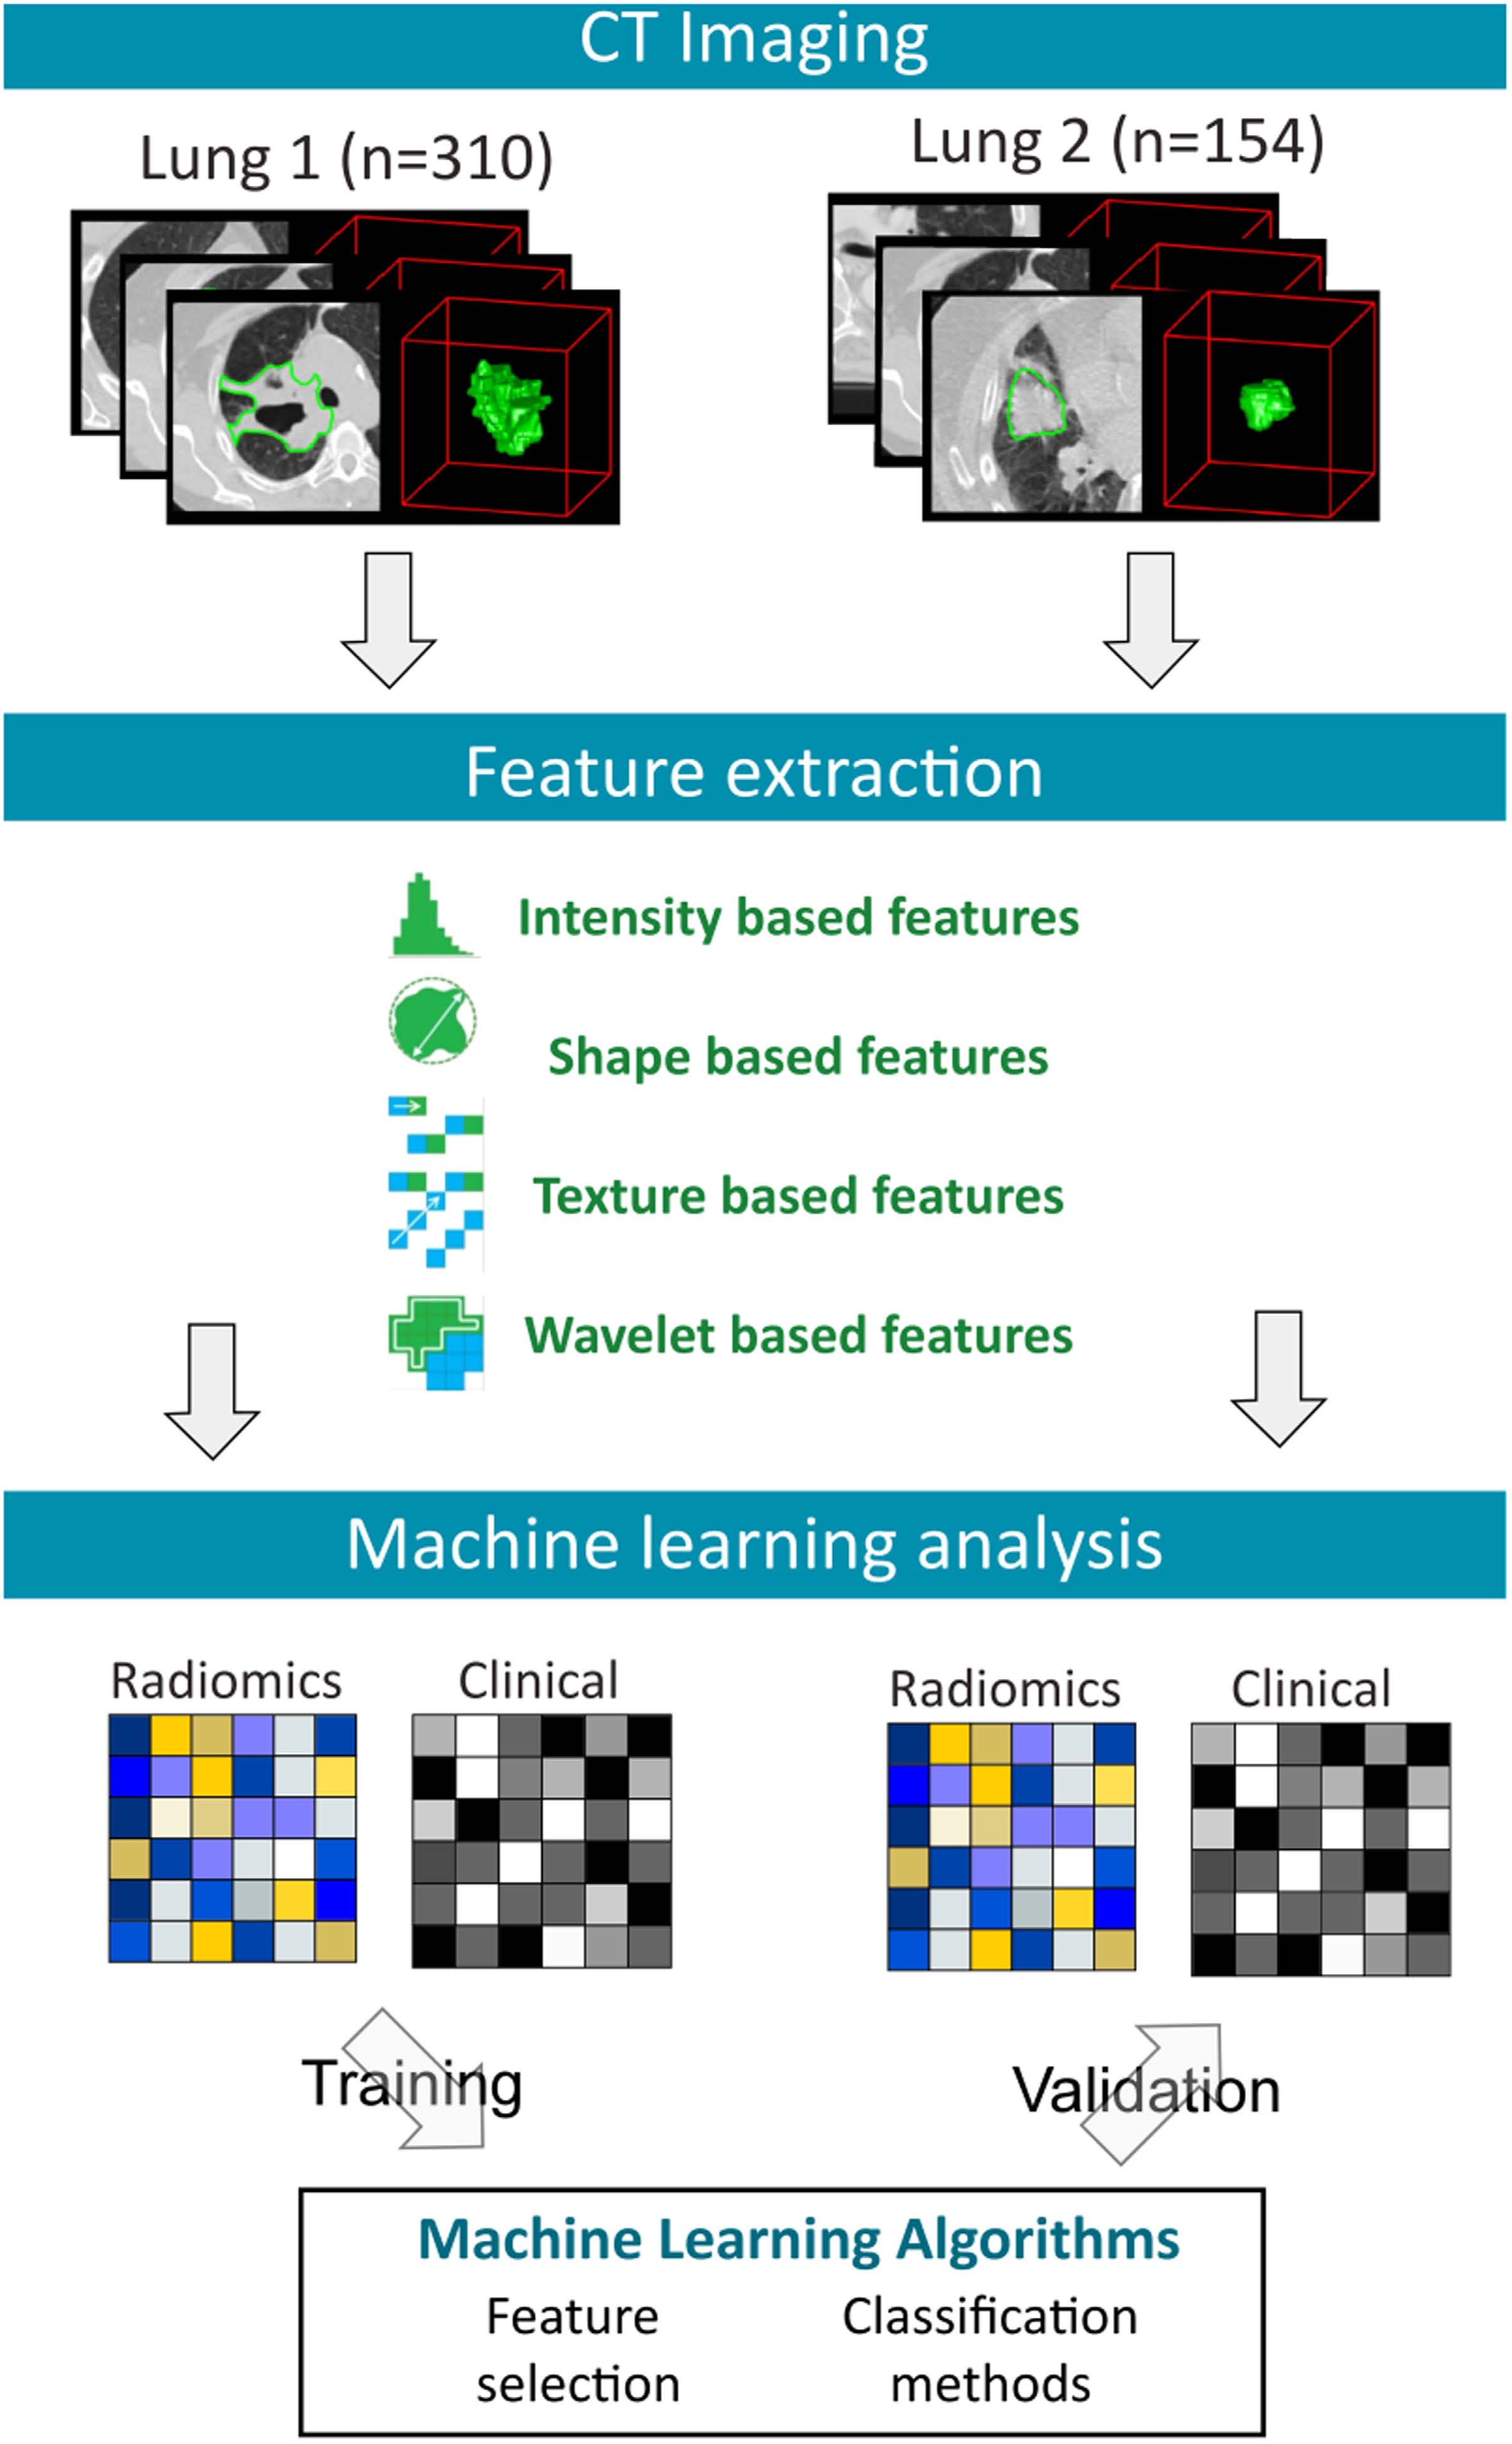 CT Imaging
Lung 1 (n=310)
Lung 2 (n=154)
Feature extraction
Intensity based features
Shape based features
Texture based features
Wavelet based features
Machine learning analysis
Radiomics
Clinical
Radiomics
Clinical
Training
Validation
Machine Learning Algorithms
Feature
selection
Classification
methods